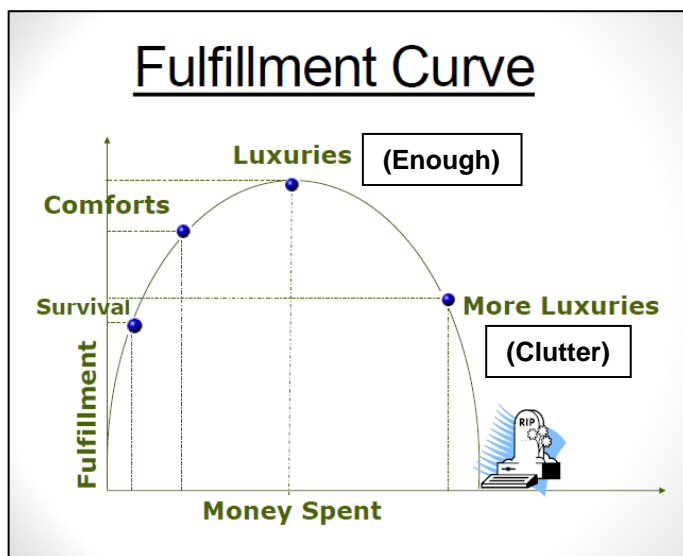 Fulfillment Curve
Luxuries
(Enough)
Comforts
Survival
More Luxuries
(Clutter)
Fulfillment
RIP
Money Spent